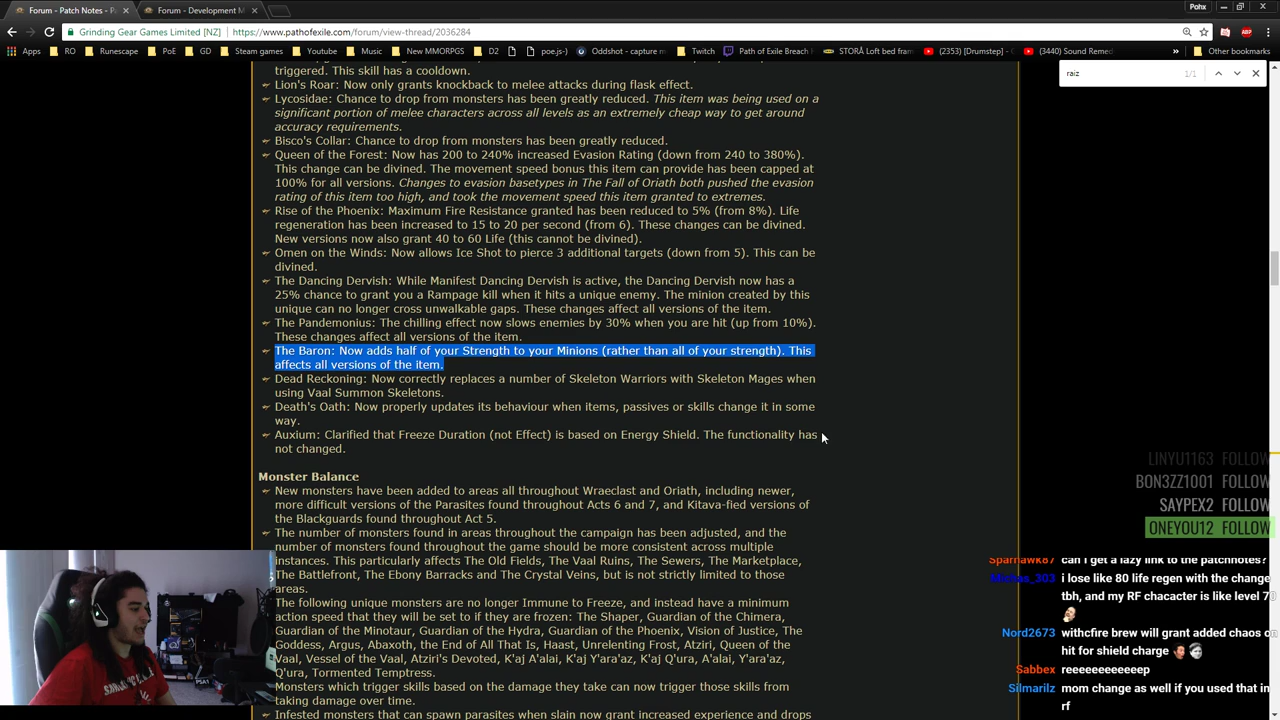 Forum - Patch Notes -
Forum - Development M
Pohx
Grinding Gear Games Limited [NZ]
https://www.pathofexile.com/forum/view-thread/2036284
Apps
RO
Runescape
PoE
GD
Steam games
Youtube
Music
New MMORPGS
D2
poe.js-)
Oddshot - capture m
Twitch
Path of Exile Breach
STORÅ Loft bed fram
(2353) [Drumstep] —
(3440) Sound Remed
Other bookmarks
raiz
1/1
triggered. This skill has a cooldown.
Lion's Roar: Now only grants knockback to melee attacks during flask effect.
Lycosidae: Chance to drop from monsters has been greatly reduced. This item was being used on a
significant portion of melee characters across all levels as an extremely cheap way to get around
accuracy requirements.
Bisco's Collar: Chance to drop from monsters has been greatly reduced.
Queen of the Forest: Now has 200 to 240% increased Evasion Rating (down from 240 to 380%).
This change can be divined. The movement speed bonus this item can provide has been capped at
100% for all versions. Changes to evasion basetypes in The Fall of Oriath both pushed the evasion
rating of this item too high, and took the movement speed this item granted to extremes.
Rise of the Phoenix: Maximum Fire Resistance granted has been reduced to 5% (from 8%). Life
regeneration has been increased to 15 to 20 per second (from 6). These changes can be divined.
New versions now also grant 40 to 60 Life (this cannot be divined).
Omen on the Winds: Now allows Ice Shot to pierce 3 additional targets (down from 5). This can be
divined.
The Dancing Dervish: While Manifest Dancing Dervish is active, the Dancing Dervish now has a
25% chance to grant you a Rampage kill when it hits a unique enemy. The minion created by this
unique can no longer cross unwalkable gaps. These changes affect all versions of the item.
The Pandemonius: The chilling effect now slows enemies by 30% when you are hit (up from 10%).
These changes affect all versions of the item.
The Baron: Now adds half of your Strength to your Minions (rather than all of your strength). This
affects all versions of the item.
Dead Reckoning: Now correctly replaces a number of Skeleton Warriors with Skeleton Mages when
using Vaal Summon Skeletons.
Death's Oath: Now properly updates its behaviour when items, passives or skills change it in some
way.
Auxium: Clarified that Freeze Duration (not Effect) is based on Energy Shield. The functionality has
not changed.
Monster Balance
New monsters have been added to areas all throughout Wraeclast and Oriath, including newer,
more difficult versions of the Parasites found throughout Acts 6 and 7, and Kitava-fied versions of
the Blackguards found throughout Act 5.
The number of monsters found in areas throughout the campaign has been adjusted, and the
number of monsters found throughout the game should be more consistent across multiple
instances. This particularly affects The Old Fields, The Vaal Ruins, The Sewers, The Marketplace,
The Battlefront, The Ebony Barracks and The Crystal Veins, but is not strictly limited to those
areas.
The following unique monsters are no longer Immune to Freeze, and instead have a minimum
action speed that they will be set to if they are frozen: The Shaper, Guardian of the Chimera,
Guardian of the Minotaur, Guardian of the Hydra, Guardian of the Phoenix, Vision of Justice, The
Goddess, Argus, Abaxoth, the End of All That Is, Haast, Unrelenting Frost, Atziri, Queen of the
Vaal, Vessel of the Vaal, Atziri's Devoted, K'aj A'alai, K'aj Y'ara'az, K'aj Q'ura, A'alai, Y'ara'az,
Q'ura, Tormented Temptress.
Monsters which trigger skills based on the damage they take can now trigger those skills from
taking damage over time.
Infested monsters that can spawn parasites when slain now grant increased experience and drops
LINYU1163 FOLLOW
BON3ZZ1001 FOLLOW
SAYPEX2 FOLLOW
ONEYOU12 FOLLOW
Sparhawk87 can i get a lazy link to the patchnotes?
i lose like 80 life regen with the change
tbh, and my RF chacacter is like level 70
Nord2673 withcfire brew will grant added chaos on
hit for shield charge
Sabbex reeeeeeeeeeep
Silmarilz mom change as well if you used that in
rf